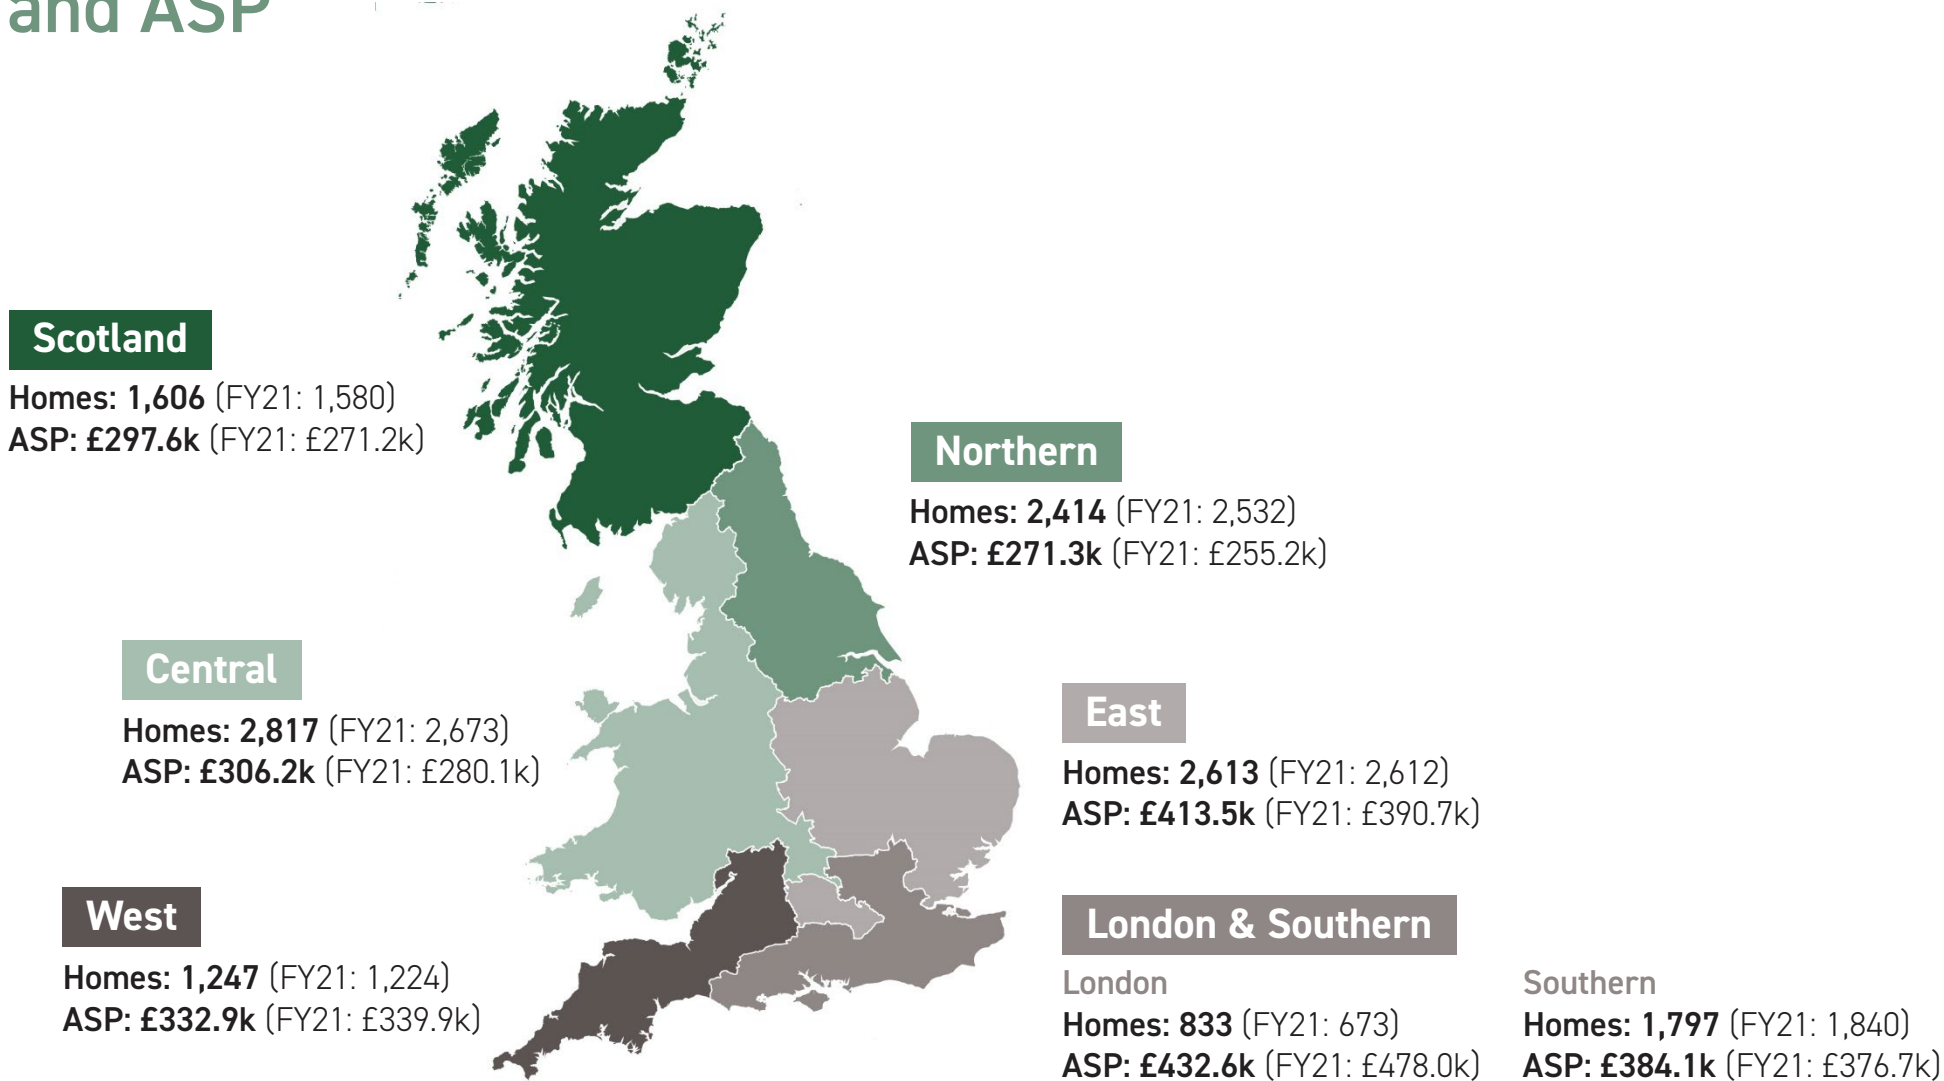 and ASP
Scotland
Homes: 1,606 (FY21: 1,580)
ASP: £297.6k (FY21: £271.2k)
Northern
Homes: 2,414 (FY21: 2,532)
ASP: £271.3k (FY21: £255.2k)
Central
Homes: 2,817 (FY21: 2,673)
ASP: £306.2k (FY21: £280.1k)
East
Homes: 2,613 (FY21: 2,612)
ASP: £413.5k (FY21: £390.7k)
West
Homes: 1,247 (FY21: 1,224)
ASP: £332.9k (FY21: £339.9k)
London & Southern
London
Homes: 833 (FY21: 673)
ASP: £432.6k (FY21: £478.0k)
Southern
Homes: 1,797 (FY21: 1,840)
ASP: £384.1k (FY21: £376.7k)